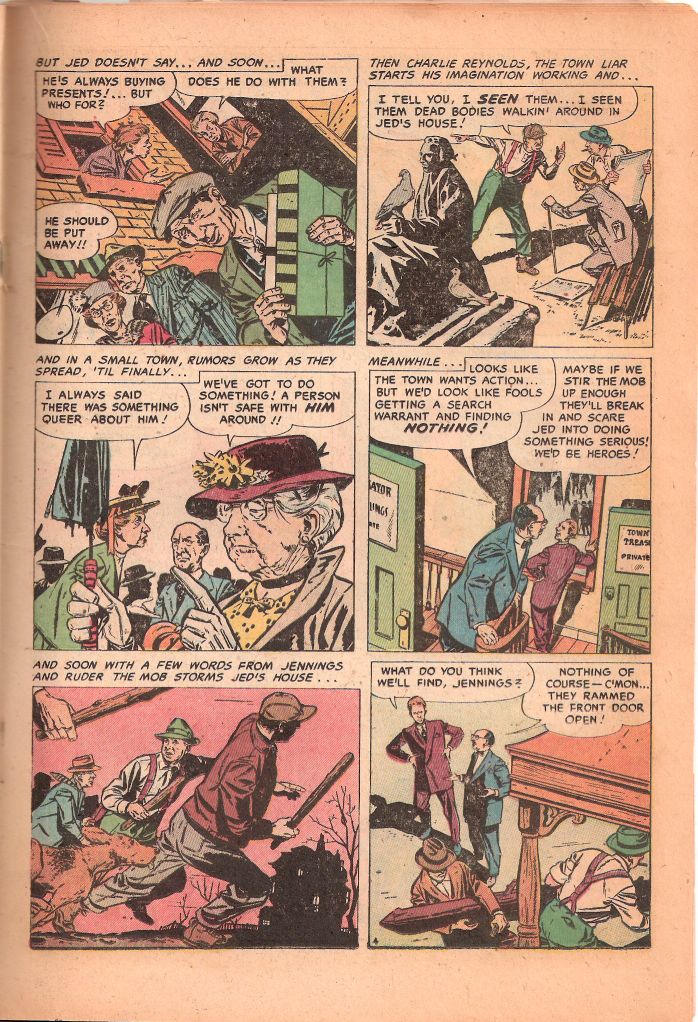 BUT JED DOESN'T SAY... AND SOON...
HE'S ALWAYS BUYING
PRESENTS!... BUT
WHO FOR?
WHAT
DOES HE DO WITH THEM?
HE SHOULD
BE PUT
AWAY!!
THEN CHARLIE REYNOLDS, THE TOWN LIAR
STARTS HIS IMAGINATION WORKING AND...
I TELL YOU, I SEEN THEM... I SEEN
THEM DEAD BODIES WALKIN' AROUND IN
JED'S HOUSE!
AND IN A SMALL TOWN, RUMORS GROW AS THEY
SPREAD, 'TIL FINALLY...
I ALWAYS SAID
THERE WAS SOMETHING
QUEER ABOUT HIM!
WE'VE GOT TO DO
SOMETHING! A PERSON
ISN'T SAFE WITH HIM
AROUND!!
MEANWHILE...
LOOKS LIKE
THE TOWN WANTS ACTION...
BUT WE'D LOOK LIKE FOOLS
GETTING A SEARCH
WARRANT AND FINDING
NOTHING!
MAYBE IF WE
STIR THE MOB
UP ENOUGH
THEY'LL BREAK
IN AND SCARE
JED INTO DOING
SOMETHING SERIOUS!
WE'D BE HEROES!
GATOR
LINGS
TOWN
TREAS
PRIVATE
AND SOON WITH A FEW WORDS FROM JENNINGS
AND RUDER THE MOB STORMS JED'S HOUSE...
WHAT DO YOU THINK
WE'LL FIND, JENNINGS?
NOTHING OF
COURSE—C'MON...
THEY RAMMED
THE FRONT DOOR
OPEN!
4